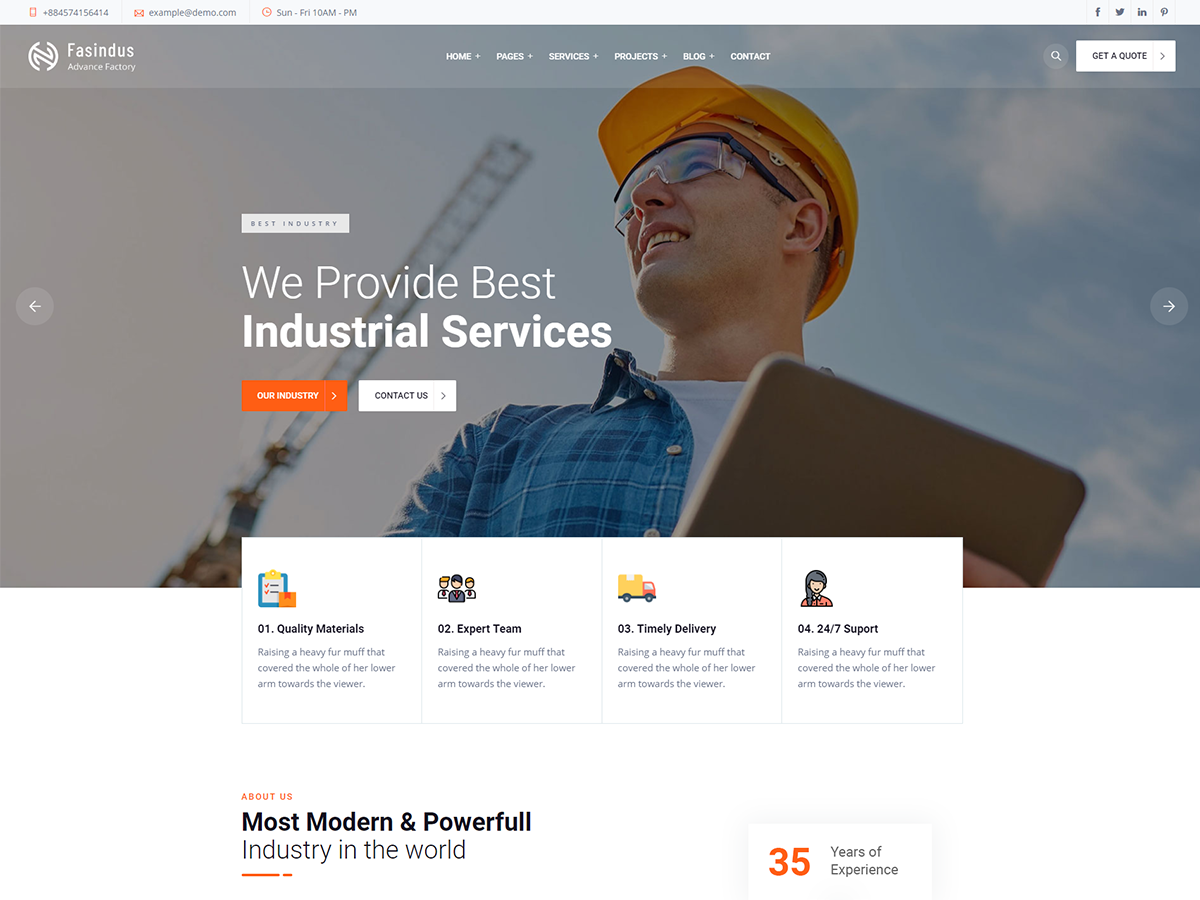 +884574156414
example@demo.com
Sun - Fri 10AM - PM
Fasindus
Advance Factory
HOME +
PAGES +
SERVICES +
PROJECTS +
BLOG +
CONTACT
GET A QUOTE
BEST INDUSTRY
We Provide Best
Industrial Services
OUR INDUSTRY
CONTACT US
01. Quality Materials
Raising a heavy fur muff that
covered the whole of her lower
arm towards the viewer.
02. Expert Team
Raising a heavy fur muff that
covered the whole of her lower
arm towards the viewer.
03. Timely Delivery
Raising a heavy fur muff that
covered the whole of her lower
arm towards the viewer.
04. 24/7 Suport
Raising a heavy fur muff that
covered the whole of her lower
arm towards the viewer.
ABOUT US
Most Modern & Powerfull
Industry in the world
35
Years of
Experience